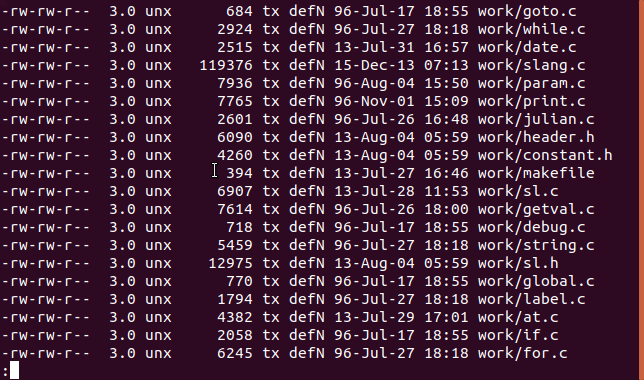 -rw-rw-r--  3.0 unx      684 tx defN 96-Jul-17 18:55 work/goto.c
-rw-rw-r--  3.0 unx     2924 tx defN 96-Jul-27 18:18 work/while.c
-rw-rw-r--  3.0 unx     2515 tx defN 13-Jul-31 16:57 work/date.c
-rw-rw-r--  3.0 unx   119376 tx defN 15-Dec-13 07:13 work/slang.c
-rw-rw-r--  3.0 unx     7936 tx defN 96-Aug-04 15:50 work/param.c
-rw-rw-r--  3.0 unx     7765 tx defN 96-Nov-01 15:09 work/print.c
-rw-rw-r--  3.0 unx     2601 tx defN 96-Jul-26 16:48 work/julian.c
-rw-rw-r--  3.0 unx     6090 tx defN 13-Aug-04 05:59 work/header.h
-rw-rw-r--  3.0 unx     4260 tx defN 13-Aug-04 05:59 work/constant.h
-rw-rw-r--  3.0 unx      394 tx defN 13-Jul-27 16:46 work/makefile
-rw-rw-r--  3.0 unx     6907 tx defN 13-Jul-28 11:53 work/sl.c
-rw-rw-r--  3.0 unx     7614 tx defN 96-Jul-26 18:00 work/getval.c
-rw-rw-r--  3.0 unx      718 tx defN 96-Jul-17 18:55 work/debug.c
-rw-rw-r--  3.0 unx     5459 tx defN 96-Jul-27 18:18 work/string.c
-rw-rw-r--  3.0 unx    12975 tx defN 13-Aug-04 05:59 work/sl.h
-rw-rw-r--  3.0 unx      770 tx defN 96-Jul-17 18:55 work/global.c
-rw-rw-r--  3.0 unx     1794 tx defN 96-Jul-27 18:18 work/label.c
-rw-rw-r--  3.0 unx     4382 tx defN 13-Jul-29 17:01 work/at.c
-rw-rw-r--  3.0 unx     2058 tx defN 96-Jul-17 18:55 work/if.c
-rw-rw-r--  3.0 unx     6245 tx defN 96-Jul-27 18:18 work/for.c
: